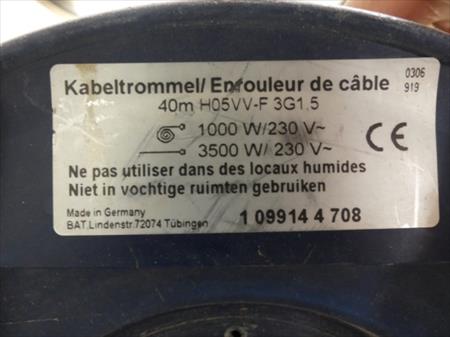 Kabeltrommel/ Enrouleur de câble
0306
919
40m H05VV-F 3G1.5
1000 W/230 V~
3500 W/ 230 V~
CE
Ne pas utiliser dans des locaux humides
Niet in vochtige ruimten gebruiken
Made in Germany
BAT,Lindenstr.72074 Tübingen
1 09914 4 708